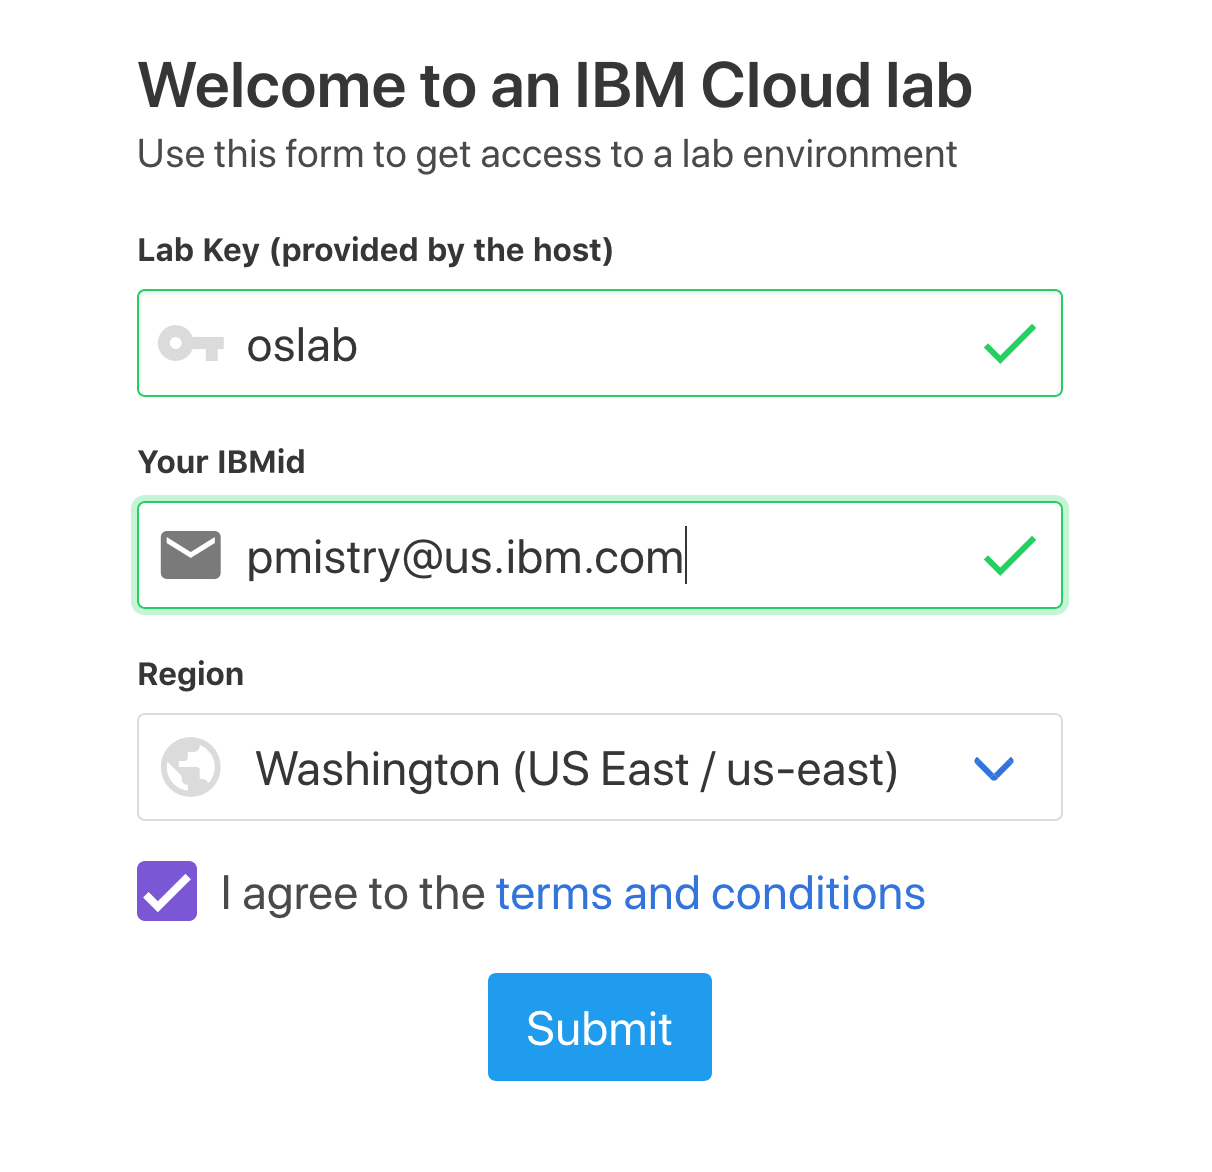 Welcome to an IBM Cloud lab
Use this form to get access to a lab environment
Lab Key (provided by the host)
oslab
Your IBMid
pmistry@us.ibm.com
Region
Washington (US East / us-east)
I agree to the terms and conditions
Submit